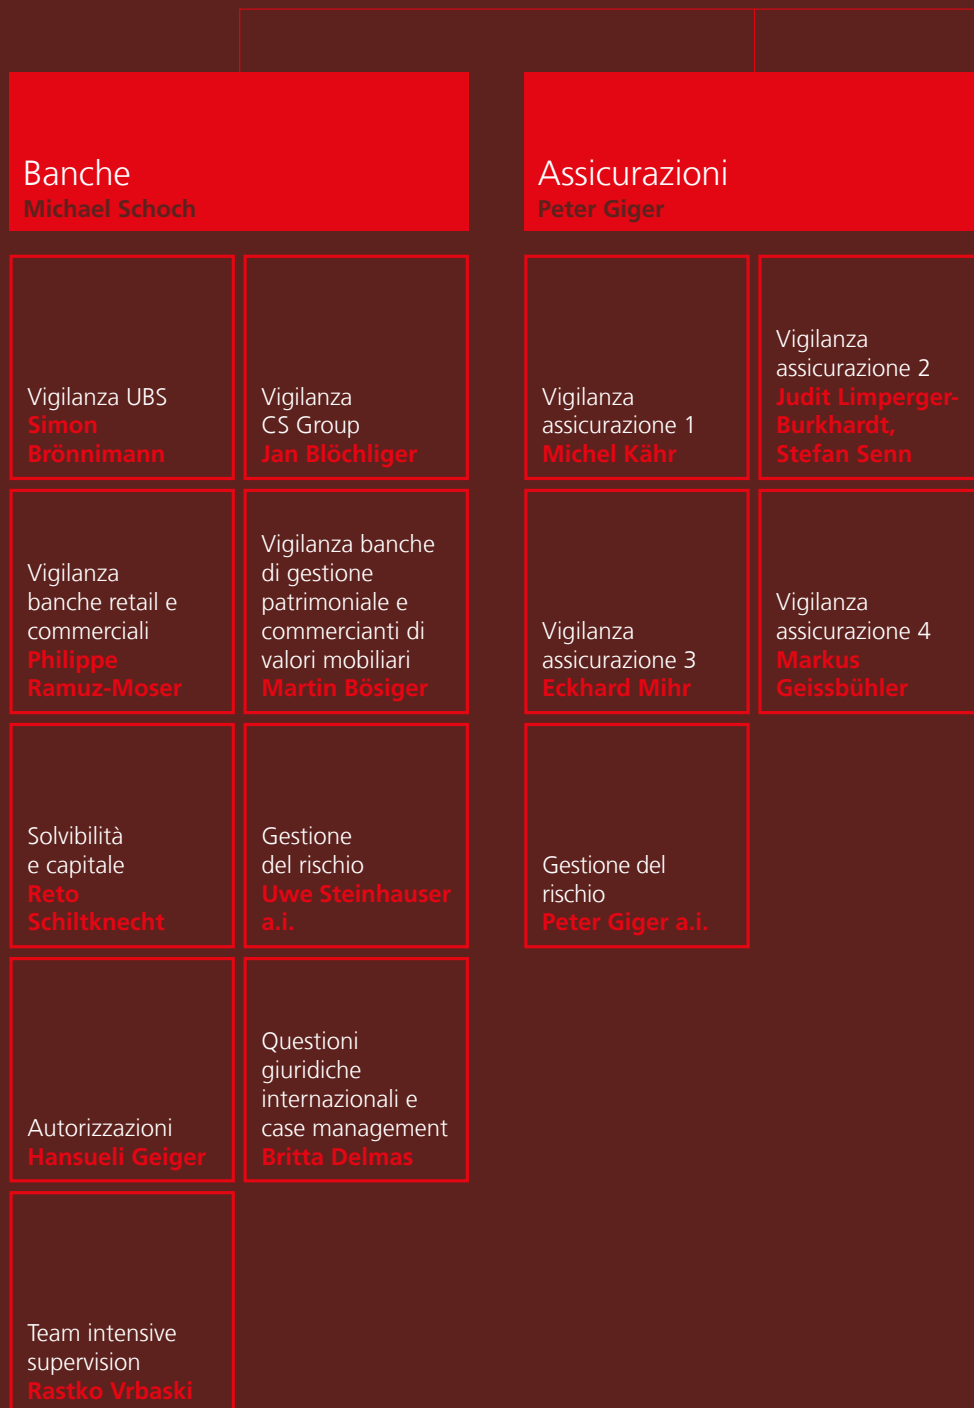 Banche
Michael Schoch
Vigilanza UBS
Simon
Brönnimann
Vigilanza
CS Group
Jan Blöchliger
Vigilanza
banche retail e
commerciali
Philippe
Ramuz-Moser
Vigilanza banche
di gestione
patrimoniale e
commercianti di
valori mobiliari
Martin Bösiger
Solvibilità
e capitale
Reto
Schiltknecht
Gestione
del rischio
Uwe Steinhauser
a.i.
Autorizzazioni
Hansueli Geiger
Questioni
giuridiche
internazionali e
case management
Britta Delmas
Team intensive
supervision
Rastko Vrbaski
Assicurazioni
Peter Giger
Vigilanza
assicurazione 1
Michel Kähr
Vigilanza
assicurazione 2
Judit Limperger-
Burkhardt,
Stefan Senn
Vigilanza
assicurazione 3
Eckhard Mihr
Vigilanza
assicurazione 4
Markus
Geissbühler
Gestione del
rischio
Peter Giger a.i.